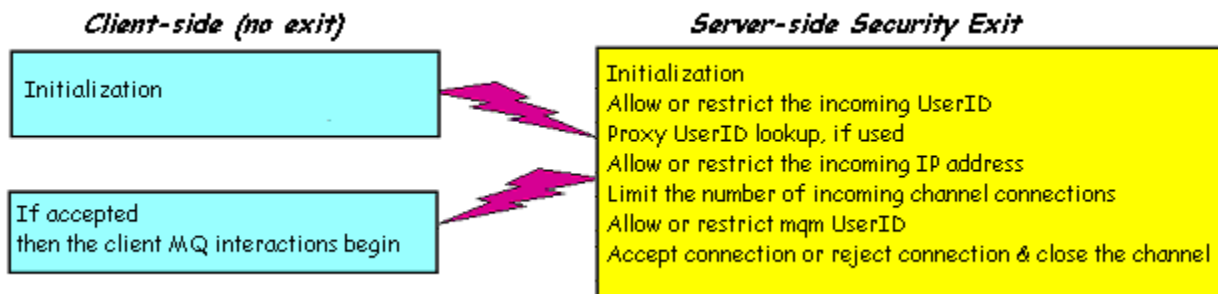 Client-side (no exit)
Initialization
If accepted
then the client MQ interactions begin
Server-side Security Exit
Initialization
Allow or restrict the incoming UserID
Proxy UserID lookup, if used
Allow or restrict the incoming IP address
Limit the number of incoming channel connections
Allow or restrict mqm UserID
Accept connection or reject connection & close the channel